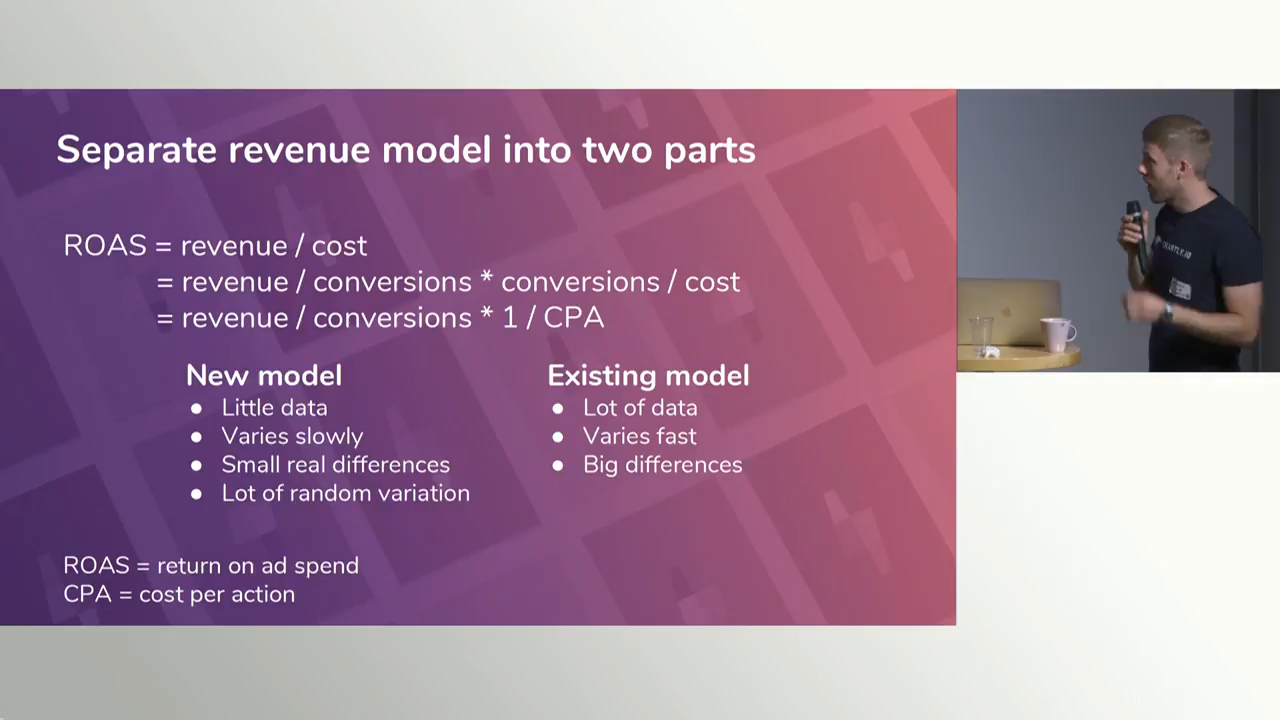 Separate revenue model into two parts
ROAS = revenue / cost
= revenue / conversions * conversions / cost
= revenue / conversions * 1 / CPA
New model
● Little data
● Varies slowly
● Small real differences
● Lot of random variation
Existing model
● Lot of data
● Varies fast
● Big differences
ROAS = return on ad spend
CPA = cost per action